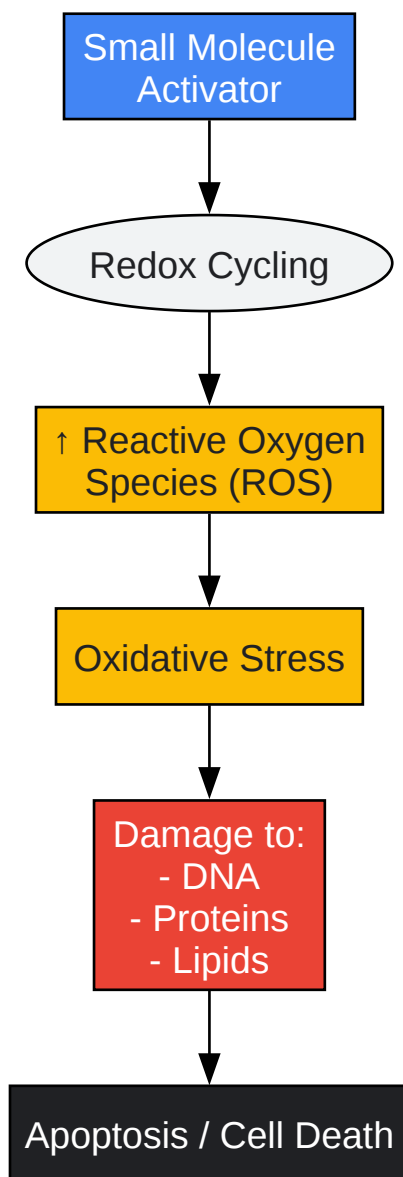 Small Molecule
Activator
Redox Cycling
↑ Reactive Oxygen
Species (ROS)
Oxidative Stress
Damage to:
- DNA
- Proteins
- Lipids
Apoptosis / Cell Death